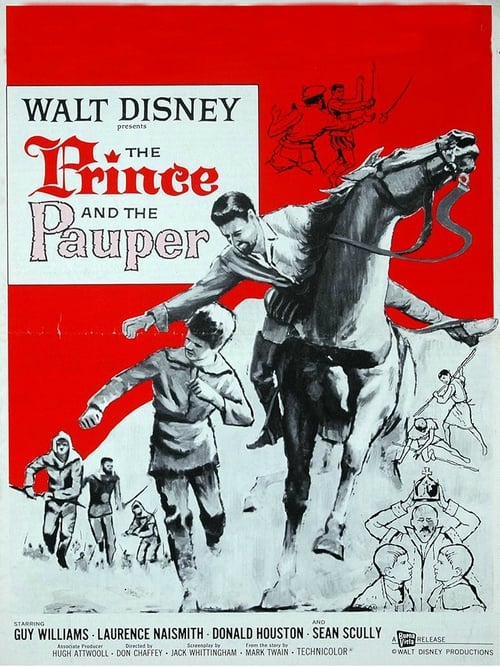 WALT DISNEY
presents
THE
Prince
AND THE
Pauper
STARRING
GUY WILLIAMS · LAURENCE NAISMITH · DONALD HOUSTON AND SEAN SCULLY
Associate Producer HUGH ATTWOOLL · Directed by DON CHAFFEY · Screenplay by JACK WHITTINGHAM · From the story by MARK TWAIN · TECHNICOLOR®
A Buena Vista RELEASE
© WALT DISNEY PRODUCTIONS